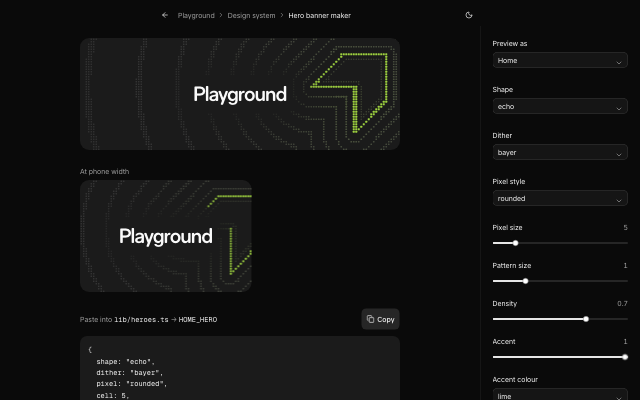 Playground > Design system > Hero banner maker
Playground
At phone width
Playground
Paste into lib/heroes.ts → HOME_HERO
Copy
{
shape: "echo",
dither: "bayer",
pixel: "rounded",
cell: 5,
Preview as
Home
Shape
echo
Dither
bayer
Pixel style
rounded
Pixel size 5
Pattern size 1
Density 0.7
Accent 1
Accent colour
lime